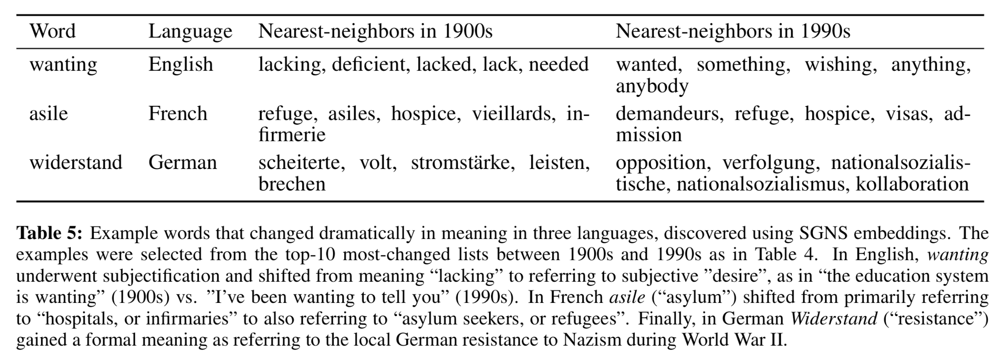 Word Language Nearest-neighbors in 1900s Nearest-neighbors in 1990s
wanting English lacking, deficient, lacked, lack, needed wanted, something, wishing, anything,
anybody
asile French refuge, asiles, hospice, vieillards, in- demandeurs, refuge, hospice, visas, ad-
firmerie mission
widerstand German scheiterte, volt, stromstärke, leisten, opposition, verfolgung, nationalsozialis-
brechen tische, nationalsozialismus, kollaboration
Table 5: Example words that changed dramatically in meaning in three languages, discovered using SGNS embeddings. The
examples were selected from the top-10 most-changed lists between 1900s and 1990s as in Table 4. In English, wanting
underwent subjectification and shifted from meaning “lacking” to referring to subjective ”desire”, as in “the education system
is wanting” (1900s) vs. ”I've been wanting to tell you” (1990s). In French asile (“asylum”) shifted from primarily referring
to “hospitals, or infirmaries” to also referring to “asylum seekers, or refugees”. Finally, in German Widerstand (“resistance”)
gained a formal meaning as referring to the local German resistance to Nazism during World War II.